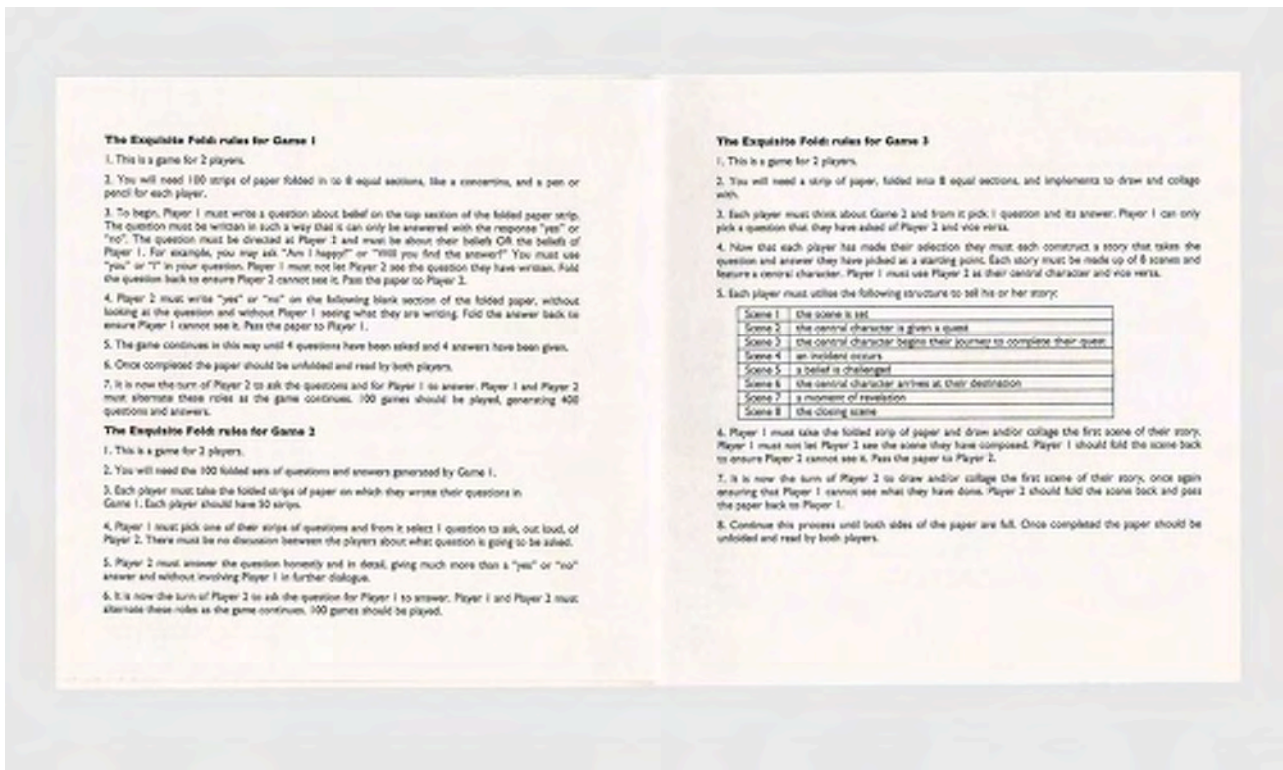 The Exquisite Fold: rules for Game 1
1. This is a game for 2 players.
2. You will need 100 strips of paper folded in to 8 equal sections, like a concertina, and a pen or
pencil for each player.
3. To begin, Player 1 must write a question about belief on the top section of the folded paper strip.
The question must be written in such a way that it can only be answered with the response "yes" or
"no". The question must be directed at Player 2 and must be about their beliefs OR the beliefs of
Player 1. For example, you may ask "Am I happy?" or "Will you find the answer?" You must use
"you" or "I" in your question. Player 1 must not let Player 2 see the question they have written. Fold
the question back to ensure Player 2 cannot see it. Pass the paper to Player 2.
4. Player 2 must write "yes" or "no" on the following blank section of the folded paper, without
looking at the question and without Player 1 seeing what they are writing. Fold the answer back to
ensure Player 1 cannot see it. Pass the paper to Player 1.
5. The game continues in this way until 4 questions have been asked and 4 answers have been given.
6. Once completed the paper should be unfolded and read by both players.
7. It is now the turn of Player 2 to ask the questions and for Player 1 to answer. Player 1 and Player 2
must alternate these roles as the game continues. 100 games should be played, generating 400
questions and answers.
The Exquisite Fold: rules for Game 2
1. This is a game for 2 players.
2. You will need the 100 folded sets of questions and answers generated by Game 1.
3. Each player must take the folded strips of paper on which they wrote their questions in
Game 1. Each player should have 50 strips.
4. Player 1 must pick one of their strips of questions and from it select 1 question to ask, out loud, of
Player 2. There must be no discussion between the players about what question is going to be asked.
5. Player 2 must answer the question honestly and in detail, giving much more than a "yes" or "no"
answer and without involving Player 1 in further dialogue.
6. It is now the turn of Player 2 to ask the question for Player 1 to answer. Player 1 and Player 2 must
alternate these roles as the game continues. 100 games should be played.
The Exquisite Fold: rules for Game 3
1. This is a game for 2 players.
2. You will need a strip of paper, folded into 8 equal sections, and implements to draw and collage
with.
3. Each player must think about Game 2 and from it pick 1 question and its answer. Player 1 can only
pick a question that they have asked of Player 2 and vice versa.
4. Now that each player has made their selection they must each construct a story that takes the
question and answer they have picked as a starting point. Each story must be made up of 8 scenes and
feature a central character. Player 1 must use Player 2 as their central character and vice versa.
5. Each player must utilise the following structure to tell his or her story:
Scene 1 the scene is set
Scene 2 the central character is given a quest
Scene 3 the central character begins their journey to complete their quest
Scene 4 an incident occurs
Scene 5 a belief is challenged
Scene 6 the central character arrives at their destination
Scene 7 a moment of revelation
Scene 8 the closing scene
6. Player 1 must take the folded strip of paper and draw and/or collage the first scene of their story.
Player 1 must not let Player 2 see the scene they have composed. Player 1 should fold the scene back
to ensure Player 2 cannot see it. Pass the paper to Player 2.
7. It is now the turn of Player 2 to draw and/or collage the first scene of their story, once again
ensuring that Player 1 cannot see what they have done. Player 2 should fold the scene back and pass
the paper back to Player 1.
8. Continue this process until both sides of the paper are full. Once completed the paper should be
unfolded and read by both players.